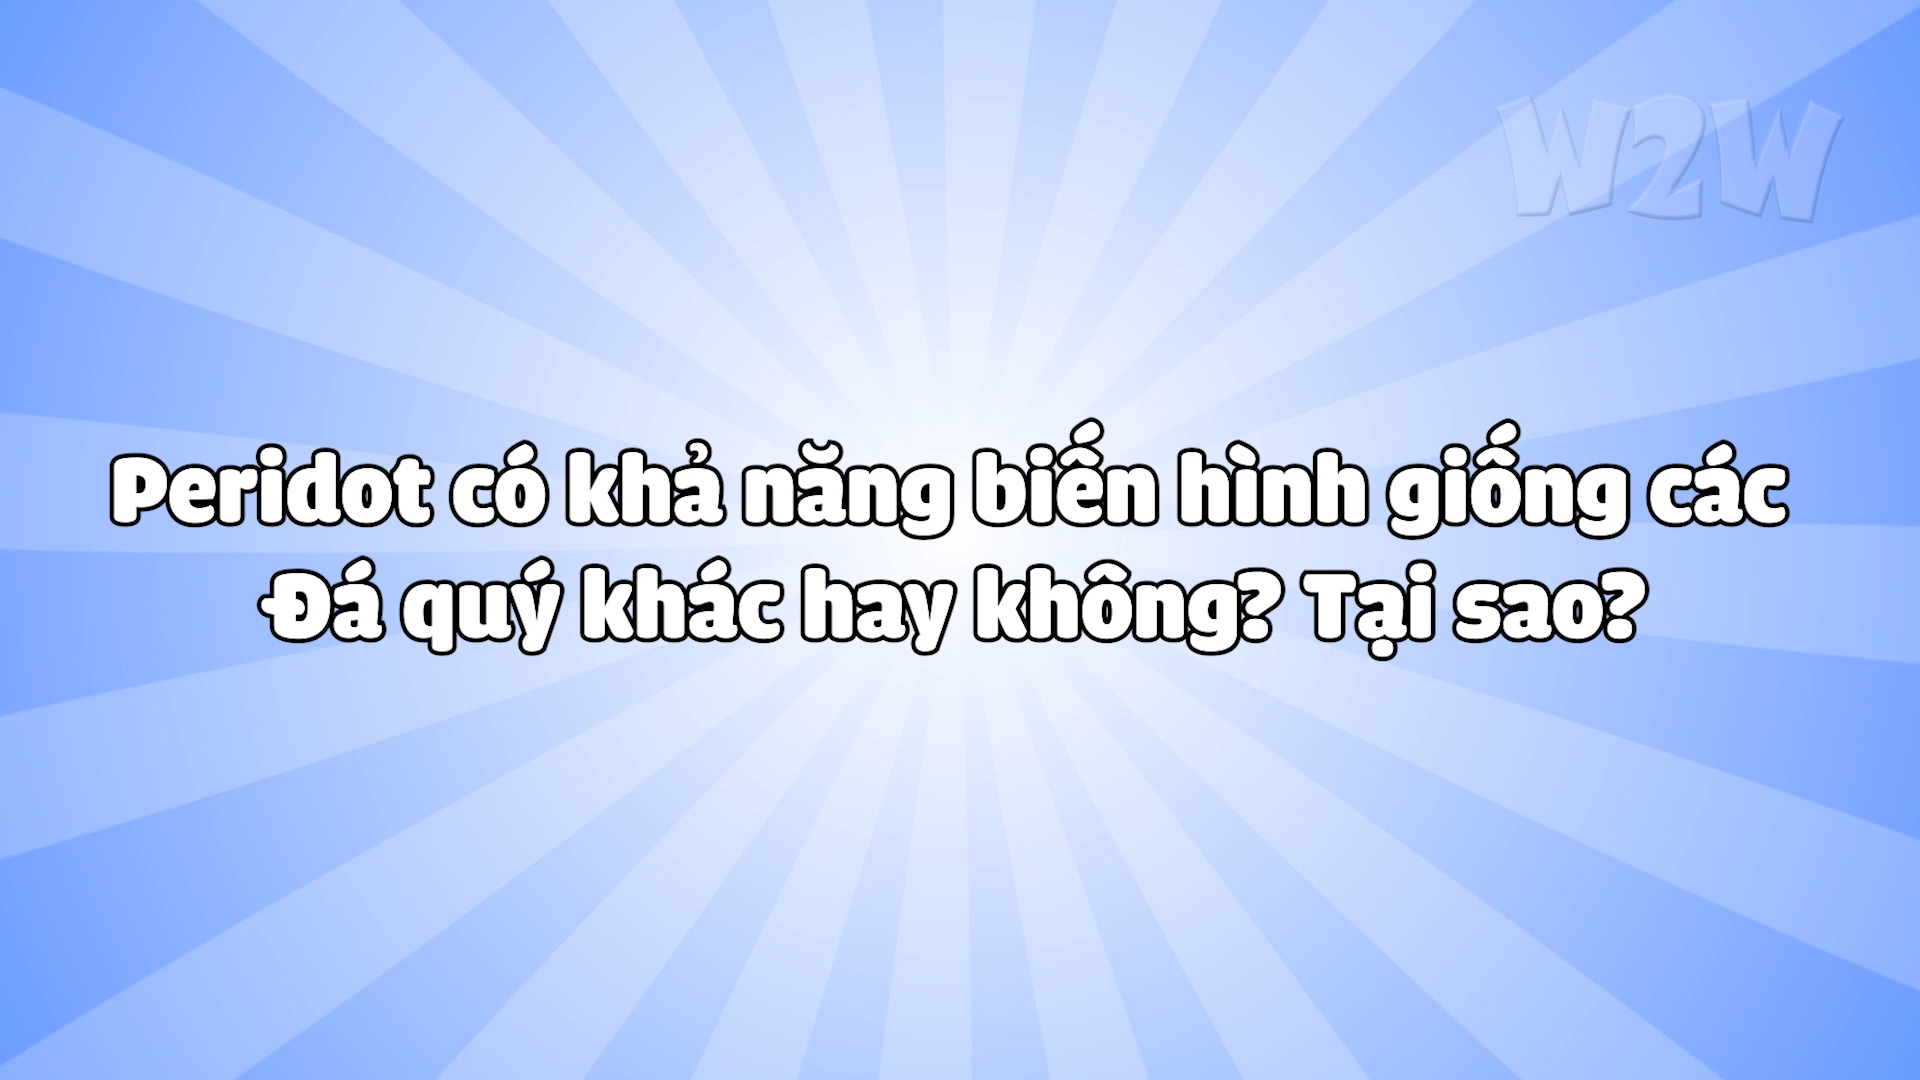 W2W
Peridot có khả năng biến hình giống các
Đá quý khác hay không? Tại sao?